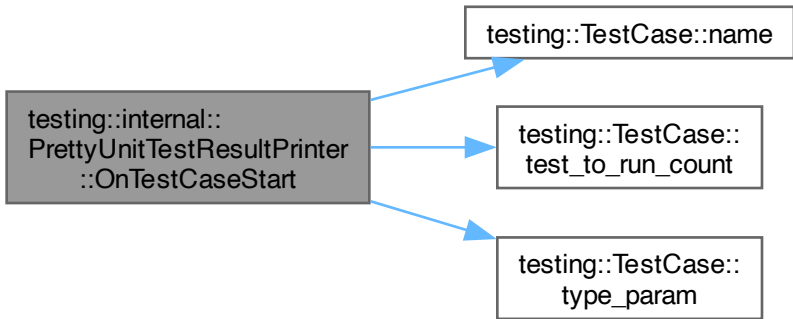 testing::internal::
PrettyUnitTestResultPrinter
::OnTestCaseStart
testing::TestCase::name
testing::TestCase::
test_to_run_count
testing::TestCase::
type_param